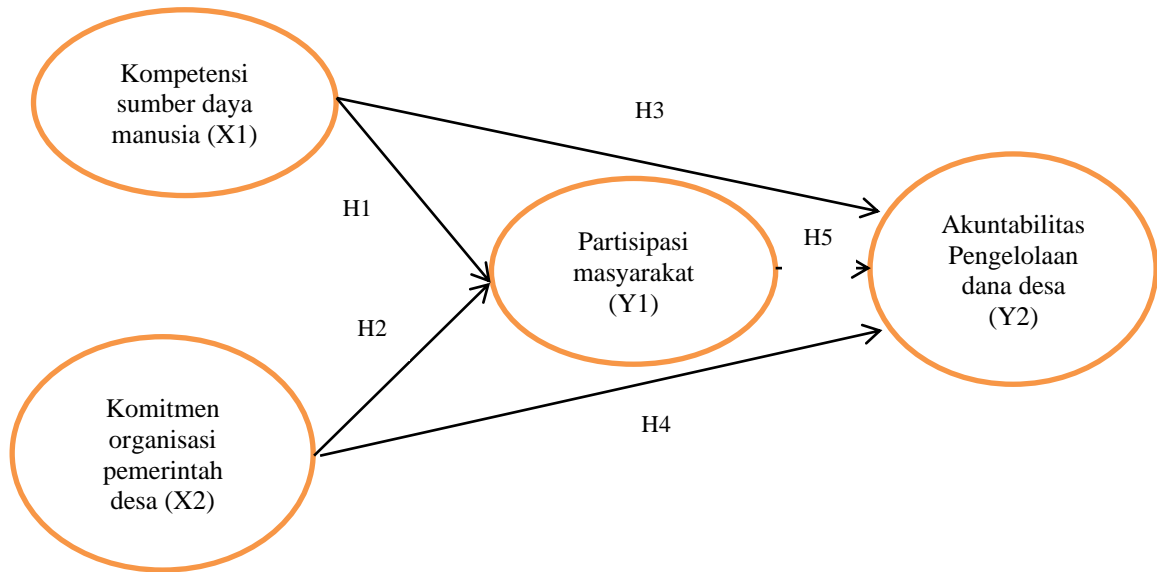 Kompetensi
sumber daya
manusia (X1)
H3
H1
Partisipasi
masyarakat
(Y1)
H5
Akuntabilitas
Pengelolaan
dana desa
(Y2)
H2
Komitmen
organisasi
pemerintah
desa (X2)
H4